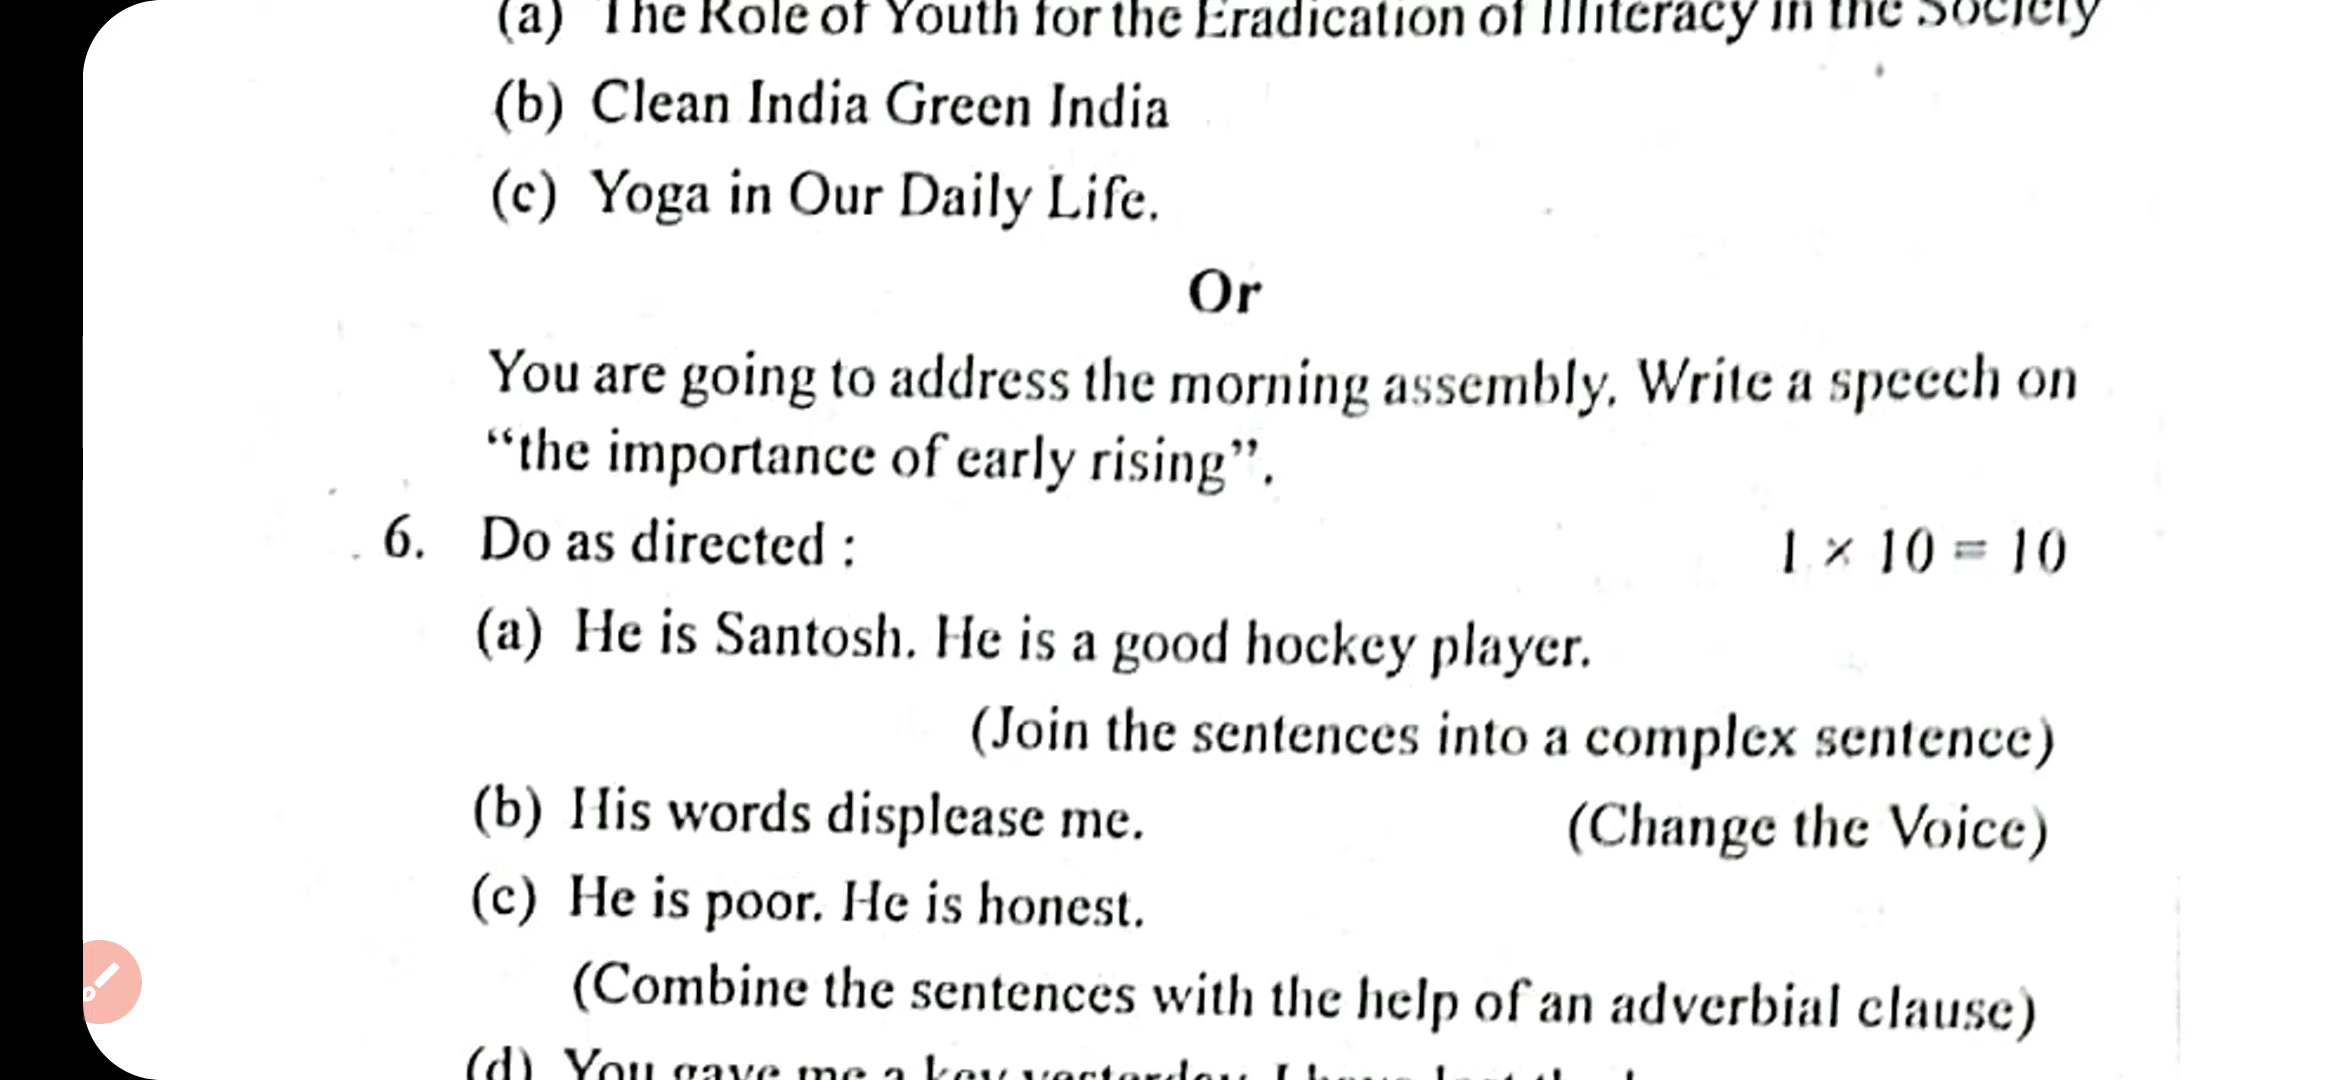 (a) The Role of Youth for the Eradication of Illiteracy in the Society
(b) Clean India Green India
(c) Yoga in Our Daily Life.
Or
You are going to address the morning assembly. Write a speech on
“the importance of early rising”.
6. Do as directed : 1 × 10 = 10
(a) He is Santosh. He is a good hockey player.
(Join the sentences into a complex sentence)
(b) His words displease me. (Change the Voice)
(c) He is poor. He is honest.
(Combine the sentences with the help of an adverbial clause)
(d) You gave me a key yesterday. I have lost the